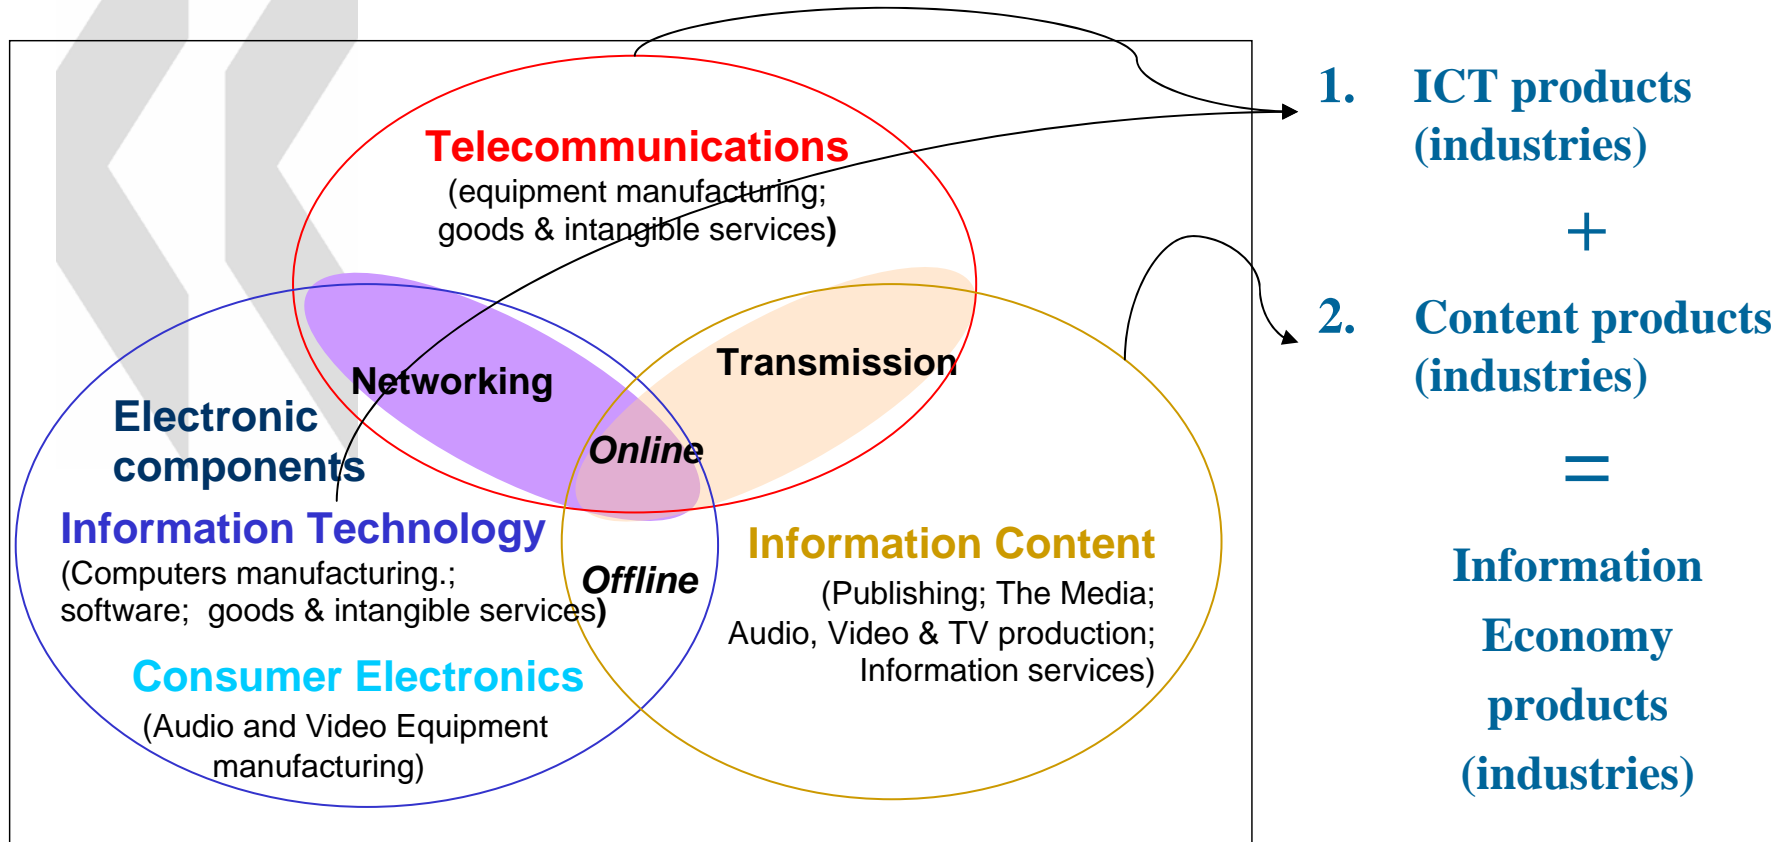 Telecommunications
(equipment manufacturing;
goods & intangible services)
Networking
Transmission
Online
Electronic
components
Information Technology
(Computers manufacturing.;
software;  goods & intangible services)
Offline
Information Content
(Publishing; The Media;
Audio, Video & TV production;
Information services)
Consumer Electronics
(Audio and Video Equipment
manufacturing)
1. ICT products
(industries)
+
2. Content products
(industries)
=
Information
Economy
products
(industries)